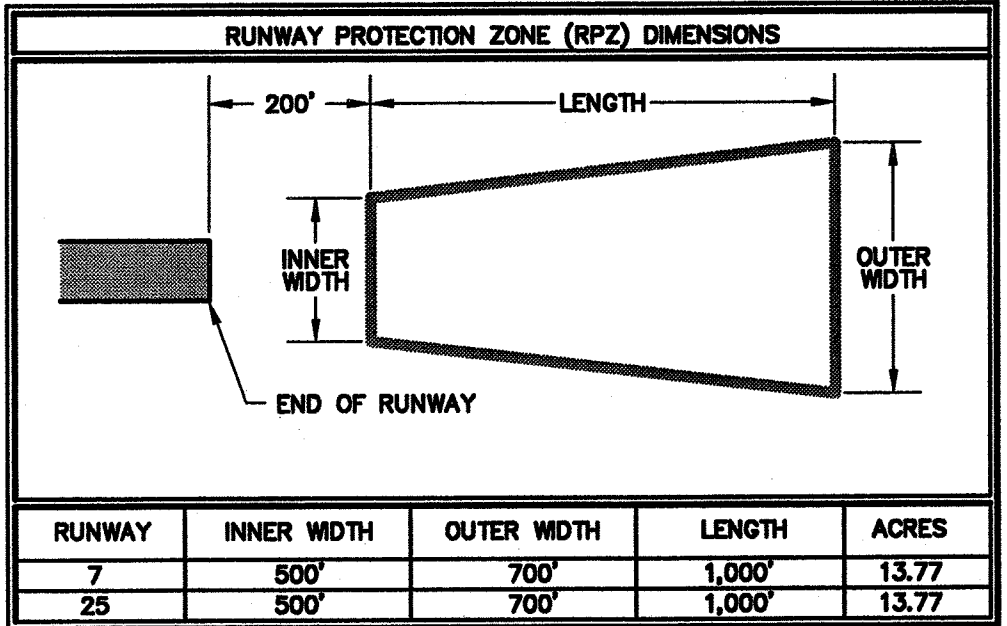 RUNWAY PROTECTION ZONE (RPZ) DIMENSIONS
200'
LENGTH
INNER
WIDTH
OUTER
WIDTH
END OF RUNWAY
RUNWAY INNER WIDTH OUTER WIDTH LENGTH ACRES
7 500' 700' 1,000' 13.77
25 500' 700' 1,000' 13.77